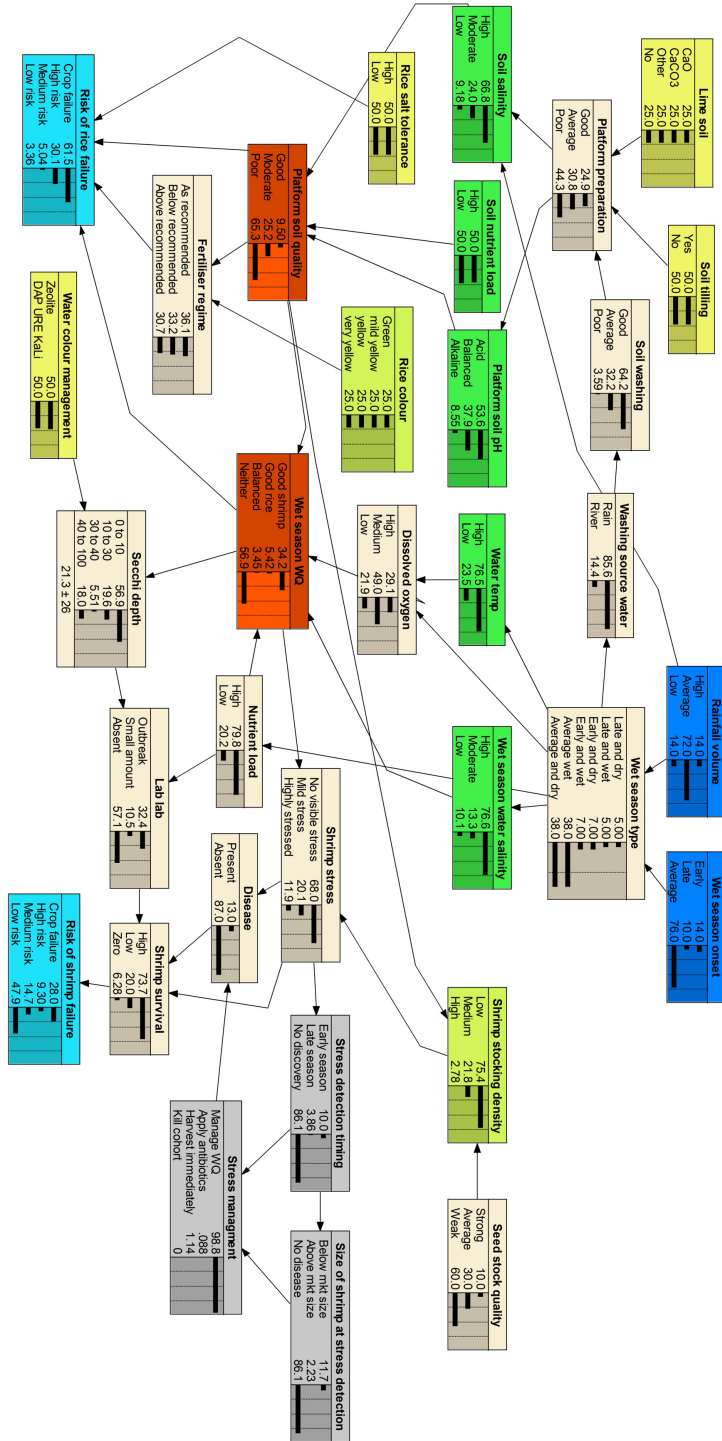 Lime soil
CaO 25.0
CaCO3 25.0
Other 25.0
No 25.0
Soil tilling
Yes 50.0
No 50.0
Rainfall volume
High 14.0
Average 72.0
Low 14.0
Wet season onset
Early 14.0
Late 10.0
Average 76.0
Platform preparation
Good 24.9
Average 30.8
Poor 44.3
Soil washing
Good 64.2
Average 32.2
Poor 3.59
Washing source water
Rain 85.6
River 14.4
Wet season type
Late and dry 5.00
Late and wet 5.00
Early and dry 7.00
Early and wet 7.00
Average wet 38.0
Average and dry 38.0
Soil salinity
High 66.8
Moderate 24.0
Low 9.18
Soil nutrient load
High 50.0
Low 50.0
Platform soil pH
Acid 53.6
Balanced 37.9
Alkaline 8.55
Water temp
High 76.5
Low 23.5
Wet season water salinity
High 76.6
Moderate 13.3
Low 10.1
Shrimp stocking density
Low 75.4
Medium 21.8
High 2.78
Seed stock quality
Strong 10.0
Average 30.0
Weak 60.0
Rice salt tolerance
High 50.0
Low 50.0
Rice colour
Green 25.0
mild yellow 25.0
yellow 25.0
very yellow 25.0
Dissolved oxygen
High 29.1
Medium 49.0
Low 21.9
Platform soil quality
Good 9.50
Moderate 25.2
Poor 65.3
Wet season WQ
Good shrimp 34.2
Good rice 5.42
Balanced 3.45
Neither 56.9
Shrimp stress
No visible stress 68.0
Mild stress 20.1
Highly stressed 11.9
Stress detection timing
Early season 10.0
Late season 3.86
No discovery 86.1
Size of shrimp at stress detection
Below mkt size 11.7
Above mkt size 2.23
No disease 86.1
Fertiliser regime
As recommended 36.1
Below recommended 33.2
Above recommended 30.7
Nutrient load
High 79.8
Low 20.2
Disease
Present 13.0
Absent 87.0
Stress managment
Manage WQ 98.8
Apply antibiotics .088
Harvest immediately 1.14
Kill cohort 0
Risk of rice failure
Crop failure 61.5
High risk 30.1
Medium risk 5.04
Low risk 3.36
Water colour management
Zeolite 50.0
DAP URE KaLi 50.0
Secchi depth
0 to 10 56.9
10 to 30 19.6
30 to 40 5.51
40 to 100 18.0
21.3 ± 26
Lab lab
Outbreak 32.4
Small amount 10.5
Absent 57.1
Shrimp survival
High 73.7
Low 20.0
Zero 6.28
Risk of shrimp failure
Crop failure 28.0
High risk 9.30
Medium risk 14.7
Low risk 47.9